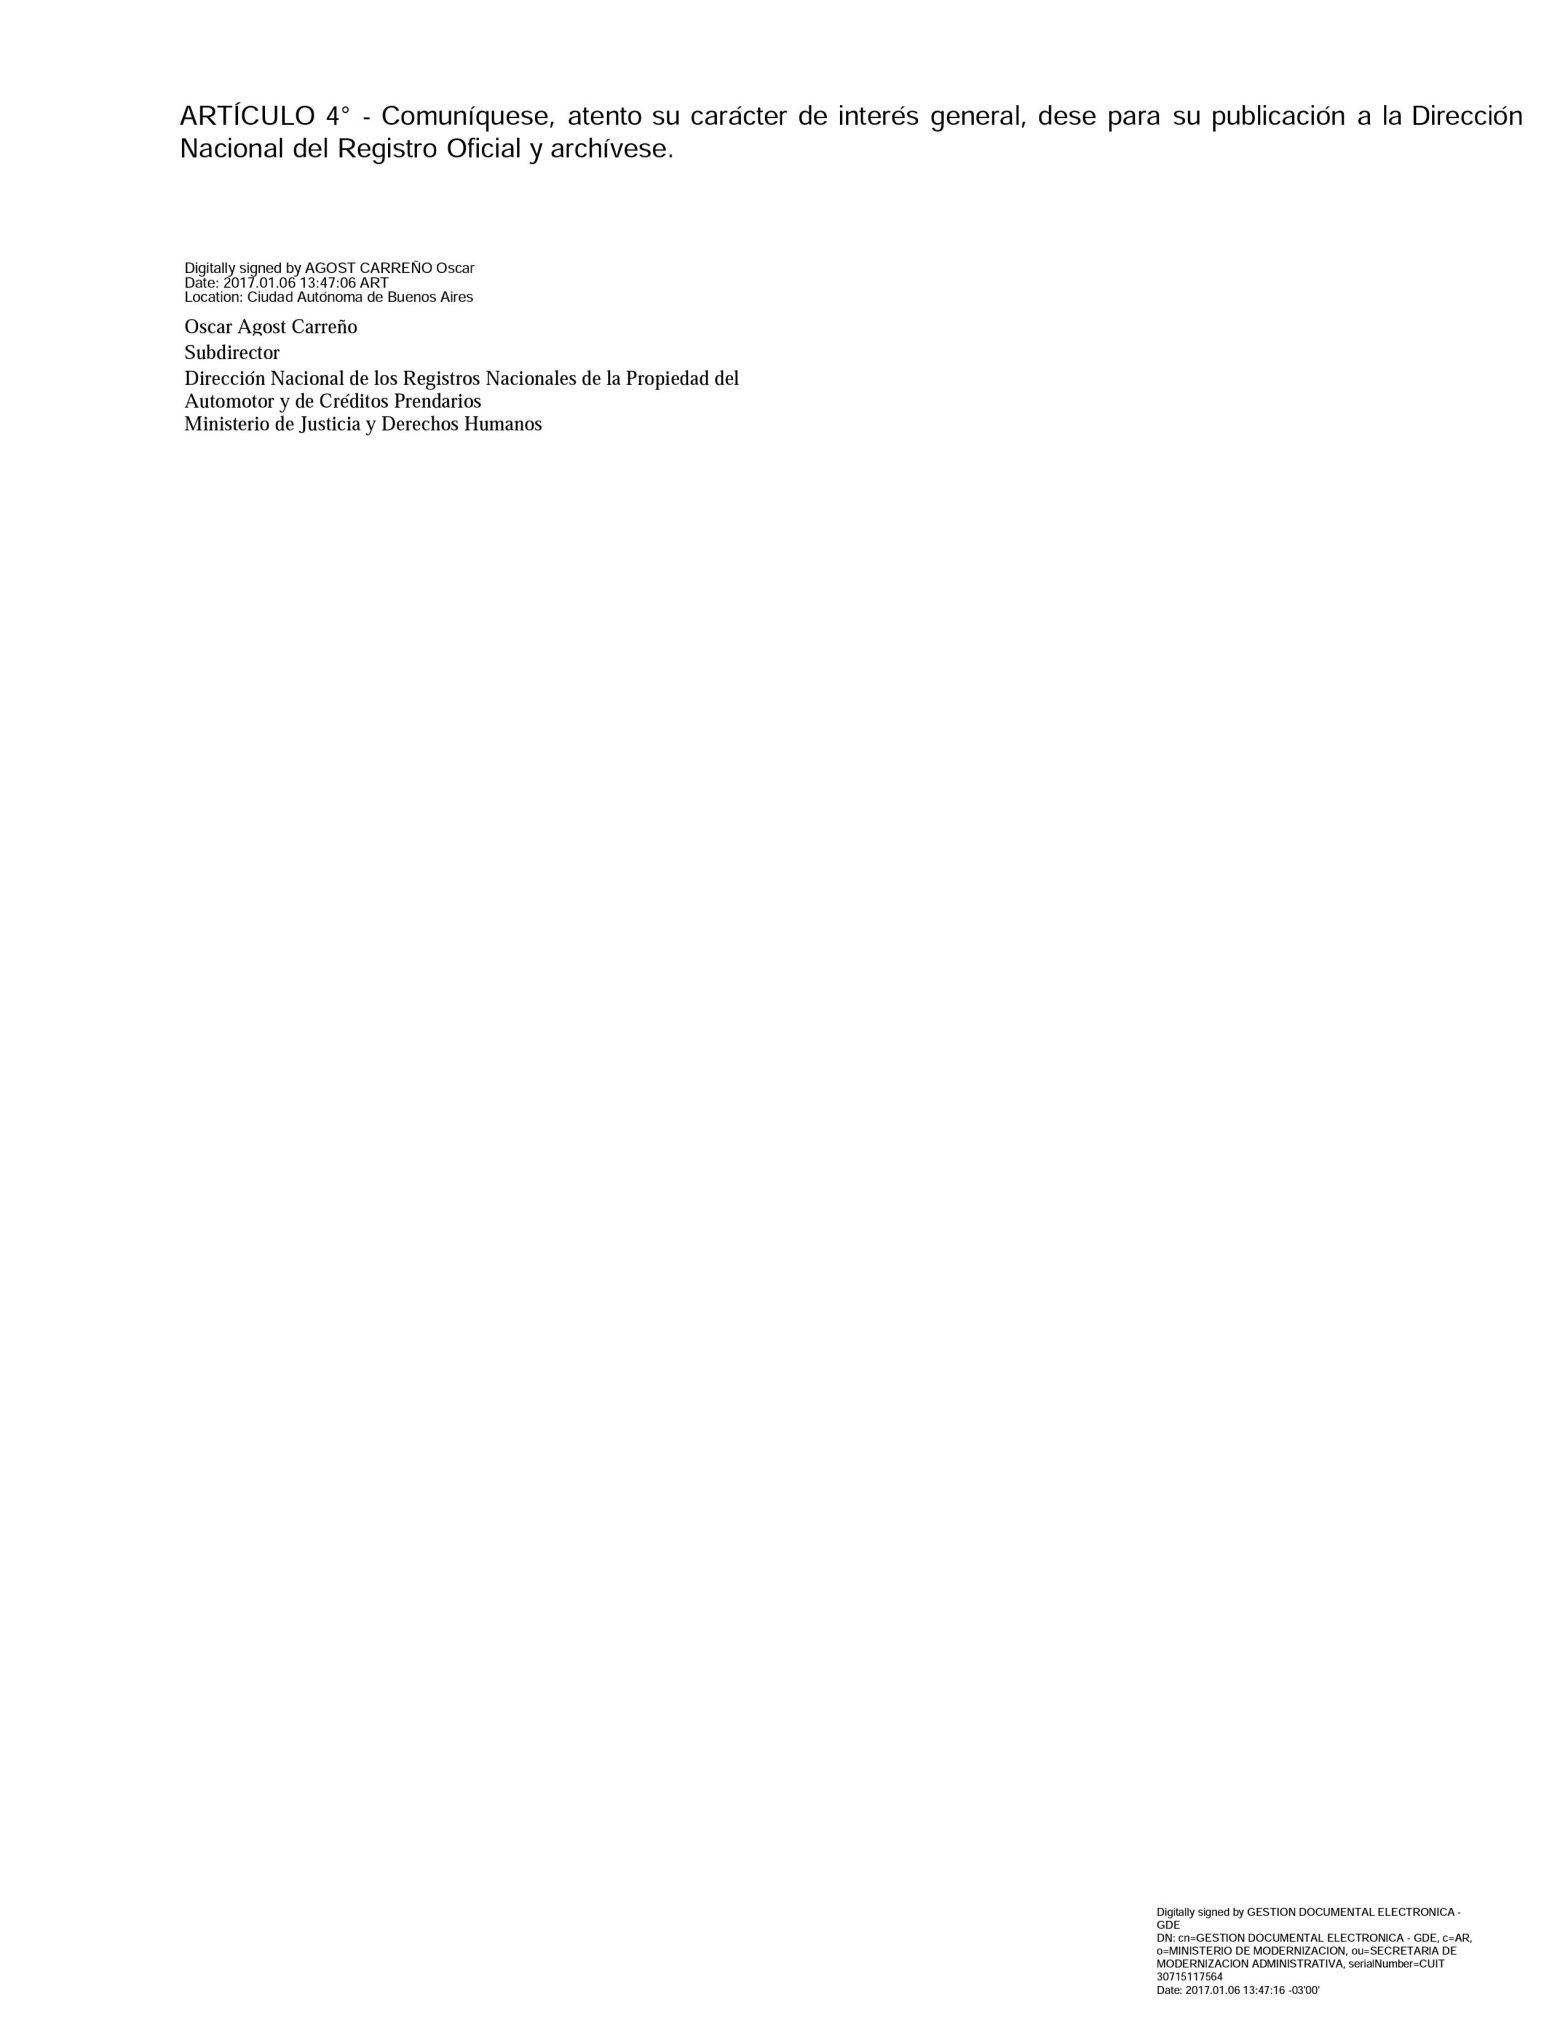 ARTÍCULO 4° - Comuníquese, atento su carácter de interés general, dese para su publicación a la Dirección
Nacional del Registro Oficial y archívese.
Digitally signed by AGOST CARREÑO Oscar
Date: 2017.01.06 13:47:06 ART
Location: Ciudad Autónoma de Buenos Aires
Oscar Agost Carreño
Subdirector
Dirección Nacional de los Registros Nacionales de la Propiedad del
Automotor y de Créditos Prendarios
Ministerio de Justicia y Derechos Humanos
Digitally signed by GESTION DOCUMENTAL ELECTRONICA -
GDE
DN: cn=GESTION DOCUMENTAL ELECTRONICA - GDE, c=AR,
o=MINISTERIO DE MODERNIZACION, ou=SECRETARIA DE
MODERNIZACION ADMINISTRATIVA, serialNumber=CUIT
30715117564
Date: 2017.01.06 13:47:16 -03'00'